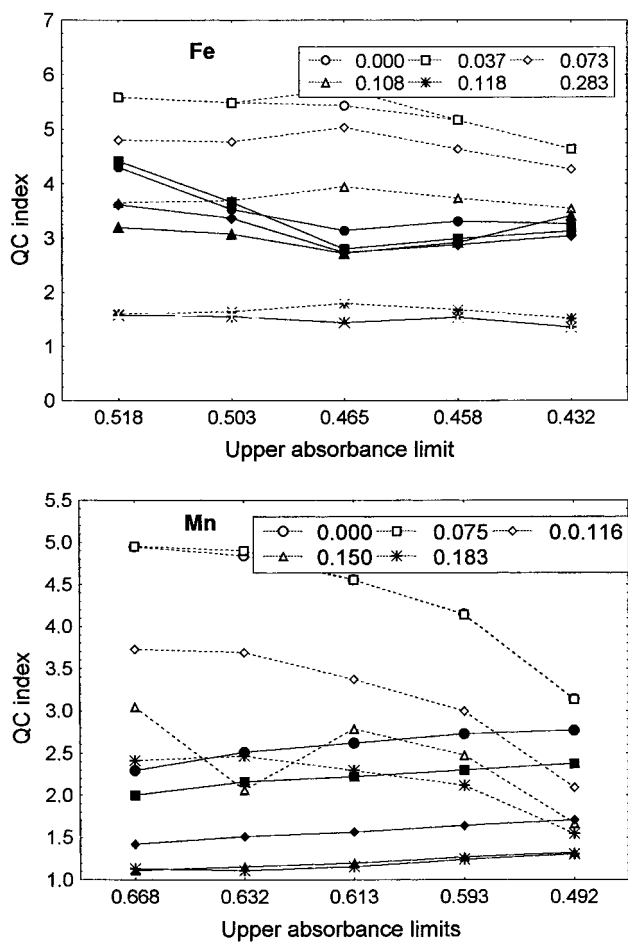 7
6
5
4
3
2
1
0
QC index
Fe
0.000 0.037 0.073
0.108 0.118 0.283
0.518 0.503 0.465 0.458 0.432
Upper absorbance limit
5.5
5.0
4.5
4.0
3.5
3.0
2.5
2.0
1.5
1.0
QC index
Mn
0.000 0.075 0.0.116
0.150 0.183
0.668 0.632 0.613 0.593 0.492
Upper absorbance limits